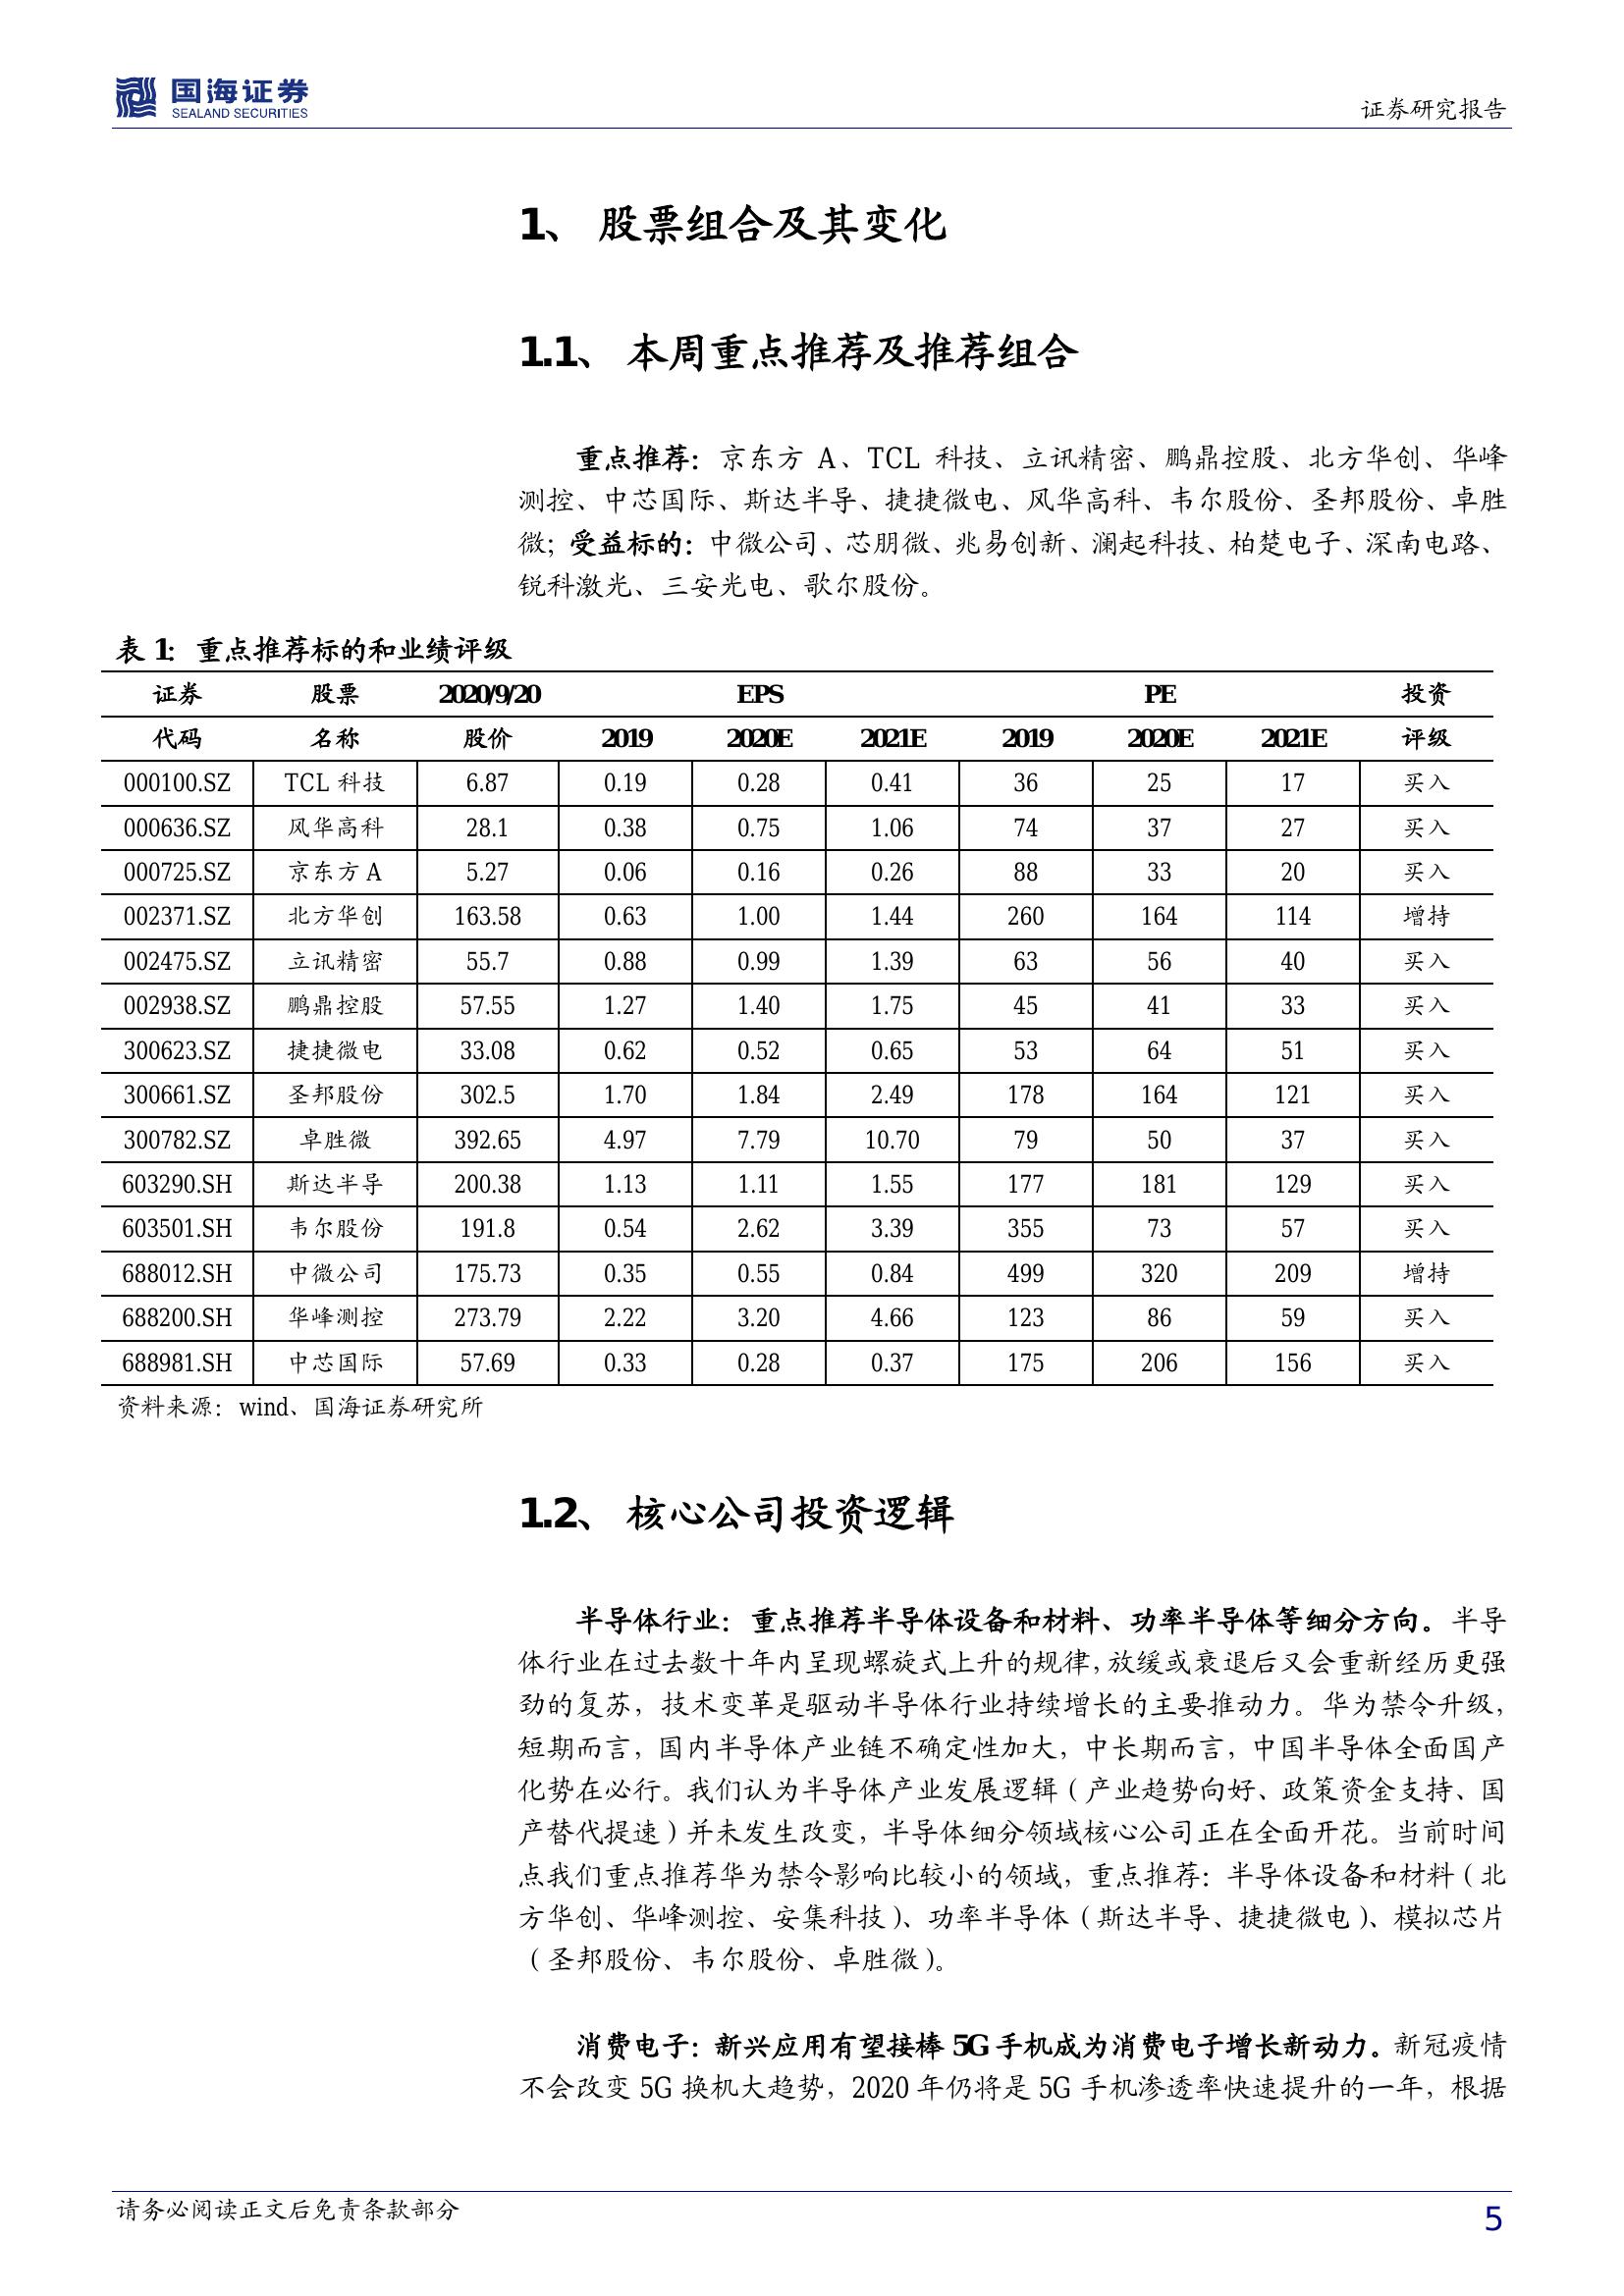 国海证券
SEALAND SECURITIES
证券研究报告
1、 股票组合及其变化
1.1、 本周重点推荐及推荐组合
重点推荐：京东方 A、TCL 科技、立讯精密、鹏鼎控股、北方华创、华峰
测控、中芯国际、斯达半导、捷捷微电、风华高科、韦尔股份、圣邦股份、卓胜
微；受益标的：中微公司、芯朋微、兆易创新、澜起科技、柏楚电子、深南电路、
锐科激光、三安光电、歌尔股份。
表 1：重点推荐标的和业绩评级
证券 股票 2020/9/20 EPS PE 投资
代码 名称 股价 2019 2020E 2021E 2019 2020E 2021E 评级
000100.SZ TCL 科技 6.87 0.19 0.28 0.41 36 25 17 买入
000636.SZ 风华高科 28.1 0.38 0.75 1.06 74 37 27 买入
000725.SZ 京东方 A 5.27 0.06 0.16 0.26 88 33 20 买入
002371.SZ 北方华创 163.58 0.63 1.00 1.44 260 164 114 增持
002475.SZ 立讯精密 55.7 0.88 0.99 1.39 63 56 40 买入
002938.SZ 鹏鼎控股 57.55 1.27 1.40 1.75 45 41 33 买入
300623.SZ 捷捷微电 33.08 0.62 0.52 0.65 53 64 51 买入
300661.SZ 圣邦股份 302.5 1.70 1.84 2.49 178 164 121 买入
300782.SZ 卓胜微 392.65 4.97 7.79 10.70 79 50 37 买入
603290.SH 斯达半导 200.38 1.13 1.11 1.55 177 181 129 买入
603501.SH 韦尔股份 191.8 0.54 2.62 3.39 355 73 57 买入
688012.SH 中微公司 175.73 0.35 0.55 0.84 499 320 209 增持
688200.SH 华峰测控 273.79 2.22 3.20 4.66 123 86 59 买入
688981.SH 中芯国际 57.69 0.33 0.28 0.37 175 206 156 买入
资料来源：wind、国海证券研究所
1.2、 核心公司投资逻辑
半导体行业：重点推荐半导体设备和材料、功率半导体等细分方向。半导
体行业在过去数十年内呈现螺旋式上升的规律，放缓或衰退后又会重新经历更强
劲的复苏，技术变革是驱动半导体行业持续增长的主要推动力。华为禁令升级，
短期而言，国内半导体产业链不确定性加大，中长期而言，中国半导体全面国产
化势在必行。我们认为半导体产业发展逻辑（产业趋势向好、政策资金支持、国
产替代提速）并未发生改变，半导体细分领域核心公司正在全面开花。当前时间
点我们重点推荐华为禁令影响比较小的领域，重点推荐：半导体设备和材料（北
方华创、华峰测控、安集科技）、功率半导体（斯达半导、捷捷微电）、模拟芯片
（圣邦股份、韦尔股份、卓胜微）。
消费电子：新兴应用有望接棒 5G 手机成为消费电子增长新动力。新冠疫情
不会改变 5G 换机大趋势，2020 年仍将是 5G 手机渗透率快速提升的一年，根据
请务必阅读正文后免责条款部分
5